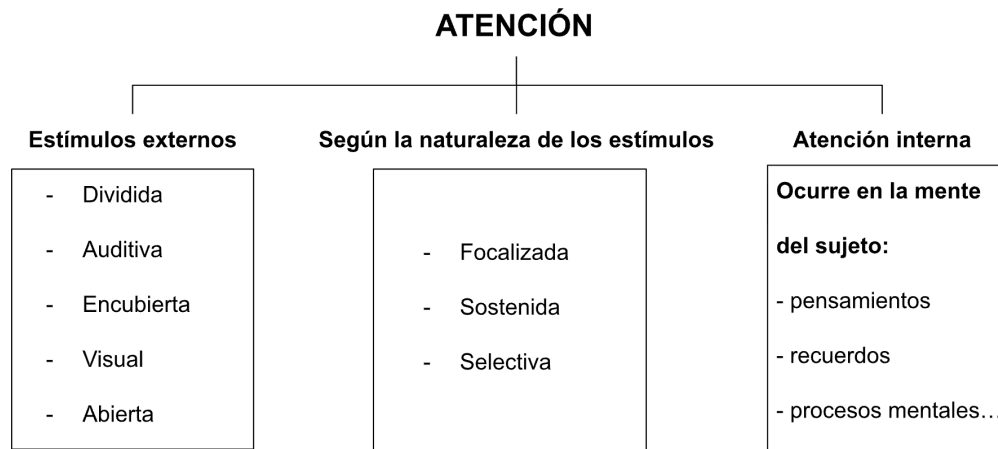 ATENCIÓN
Estímulos externos
- Dividida
- Auditiva
- Encubierta
- Visual
- Abierta
Según la naturaleza de los estímulos
- Focalizada
- Sostenida
- Selectiva
Atención interna
Ocurre en la mente
del sujeto:
- pensamientos
- recuerdos
- procesos mentales…